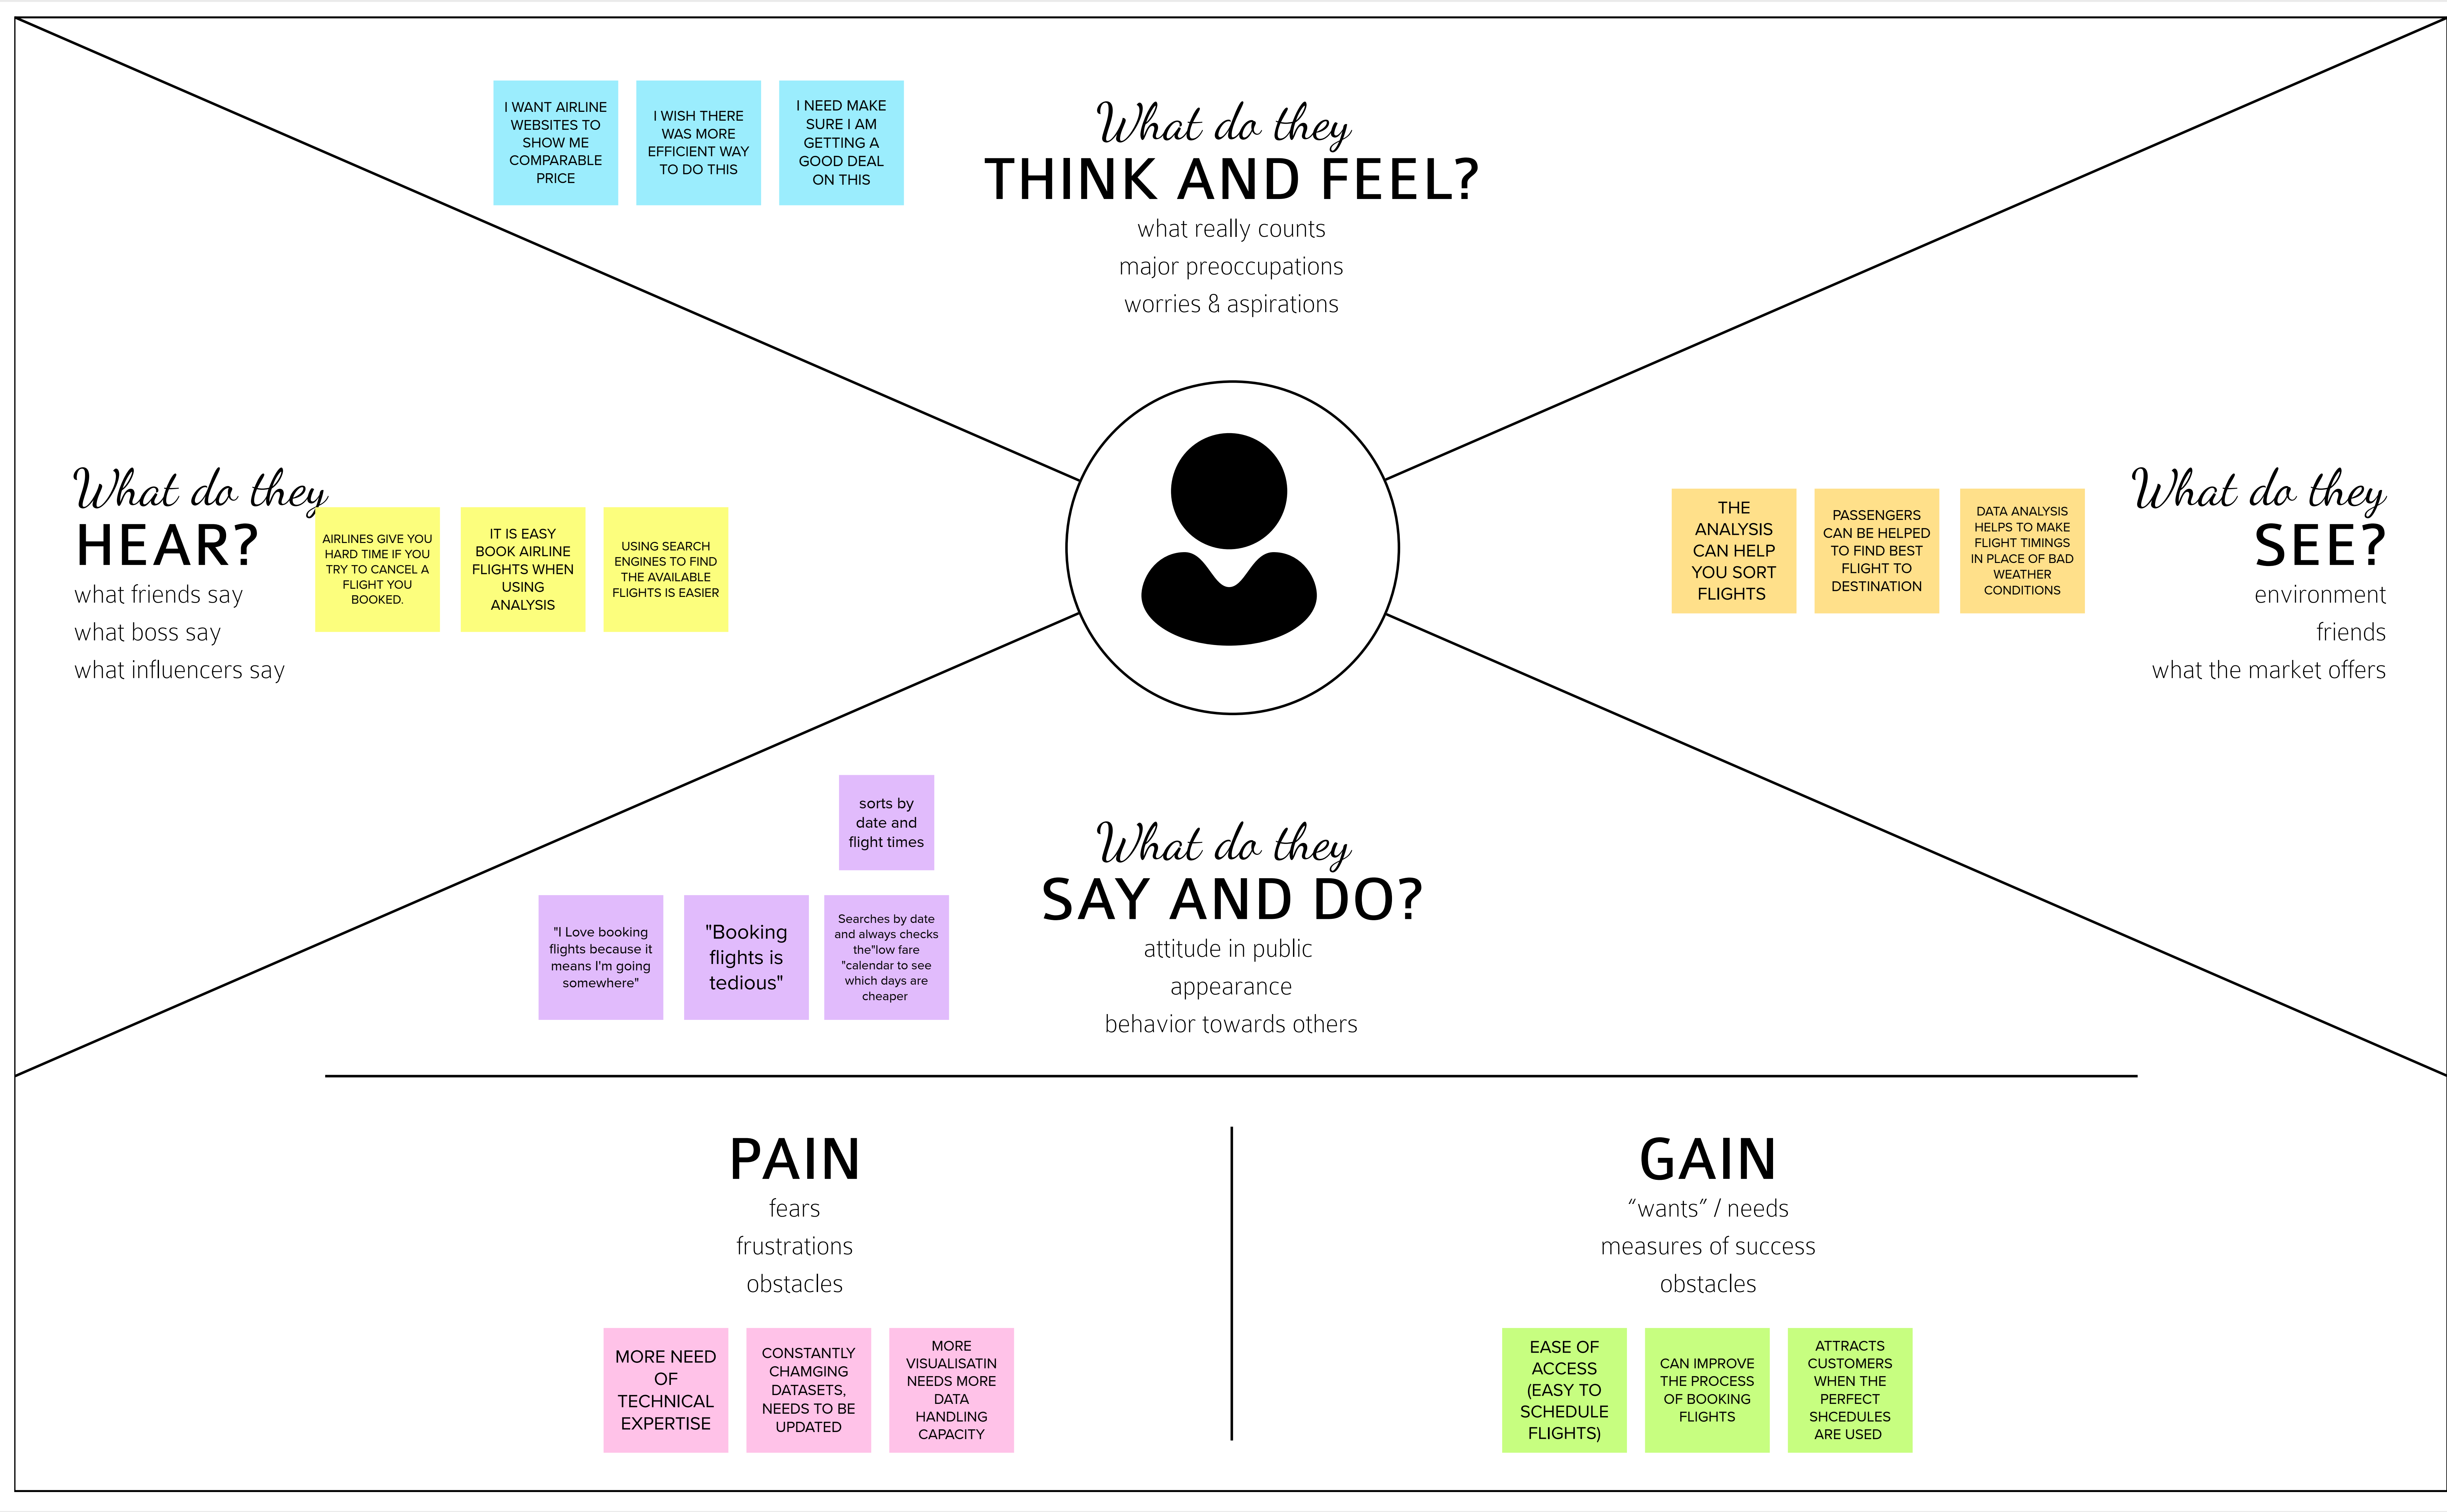 I WANT AIRLINE
WEBSITES TO
SHOW ME
COMPARABLE
PRICE
I WISH THERE
WAS MORE
EFFICIENT WAY
TO DO THIS
I NEED MAKE
SURE I AM
GETTING A
GOOD DEAL
ON THIS
What do they
THINK AND FEEL?
what really counts
major preoccupations
worries & aspirations
What do they
HEAR?
what friends say
what boss say
what influencers say
AIRLINES GIVE YOU
HARD TIME IF YOU
TRY TO CANCEL A
FLIGHT YOU
BOOKED.
IT IS EASY
BOOK AIRLINE
FLIGHTS WHEN
USING
ANALYSIS
USING SEARCH
ENGINES TO FIND
THE AVAILABLE
FLIGHTS IS EASIER
THE
ANALYSIS
CAN HELP
YOU SORT
FLIGHTS
PASSENGERS
CAN BE HELPED
TO FIND BEST
FLIGHT TO
DESTINATION
DATA ANALYSIS
HELPS TO MAKE
FLIGHT TIMINGS
IN PLACE OF BAD
WEATHER
CONDITIONS
What do they
SEE?
environment
friends
what the market offers
sorts by
date and
flight times
"I Love booking
flights because it
means I'm going
somewhere"
"Booking
flights is
tedious"
Searches by date
and always checks
the"low fare
"calendar to see
which days are
cheaper
What do they
SAY AND DO?
attitude in public
appearance
behavior towards others
PAIN
fears
frustrations
obstacles
MORE NEED
OF
TECHNICAL
EXPERTISE
CONSTANTLY
CHAMGING
DATASETS,
NEEDS TO BE
UPDATED
MORE
VISUALISATIN
NEEDS MORE
DATA
HANDLING
CAPACITY
GAIN
“wants” / needs
measures of success
obstacles
EASE OF
ACCESS
(EASY TO
SCHEDULE
FLIGHTS)
CAN IMPROVE
THE PROCESS
OF BOOKING
FLIGHTS
ATTRACTS
CUSTOMERS
WHEN THE
PERFECT
SHCEDULES
ARE USED